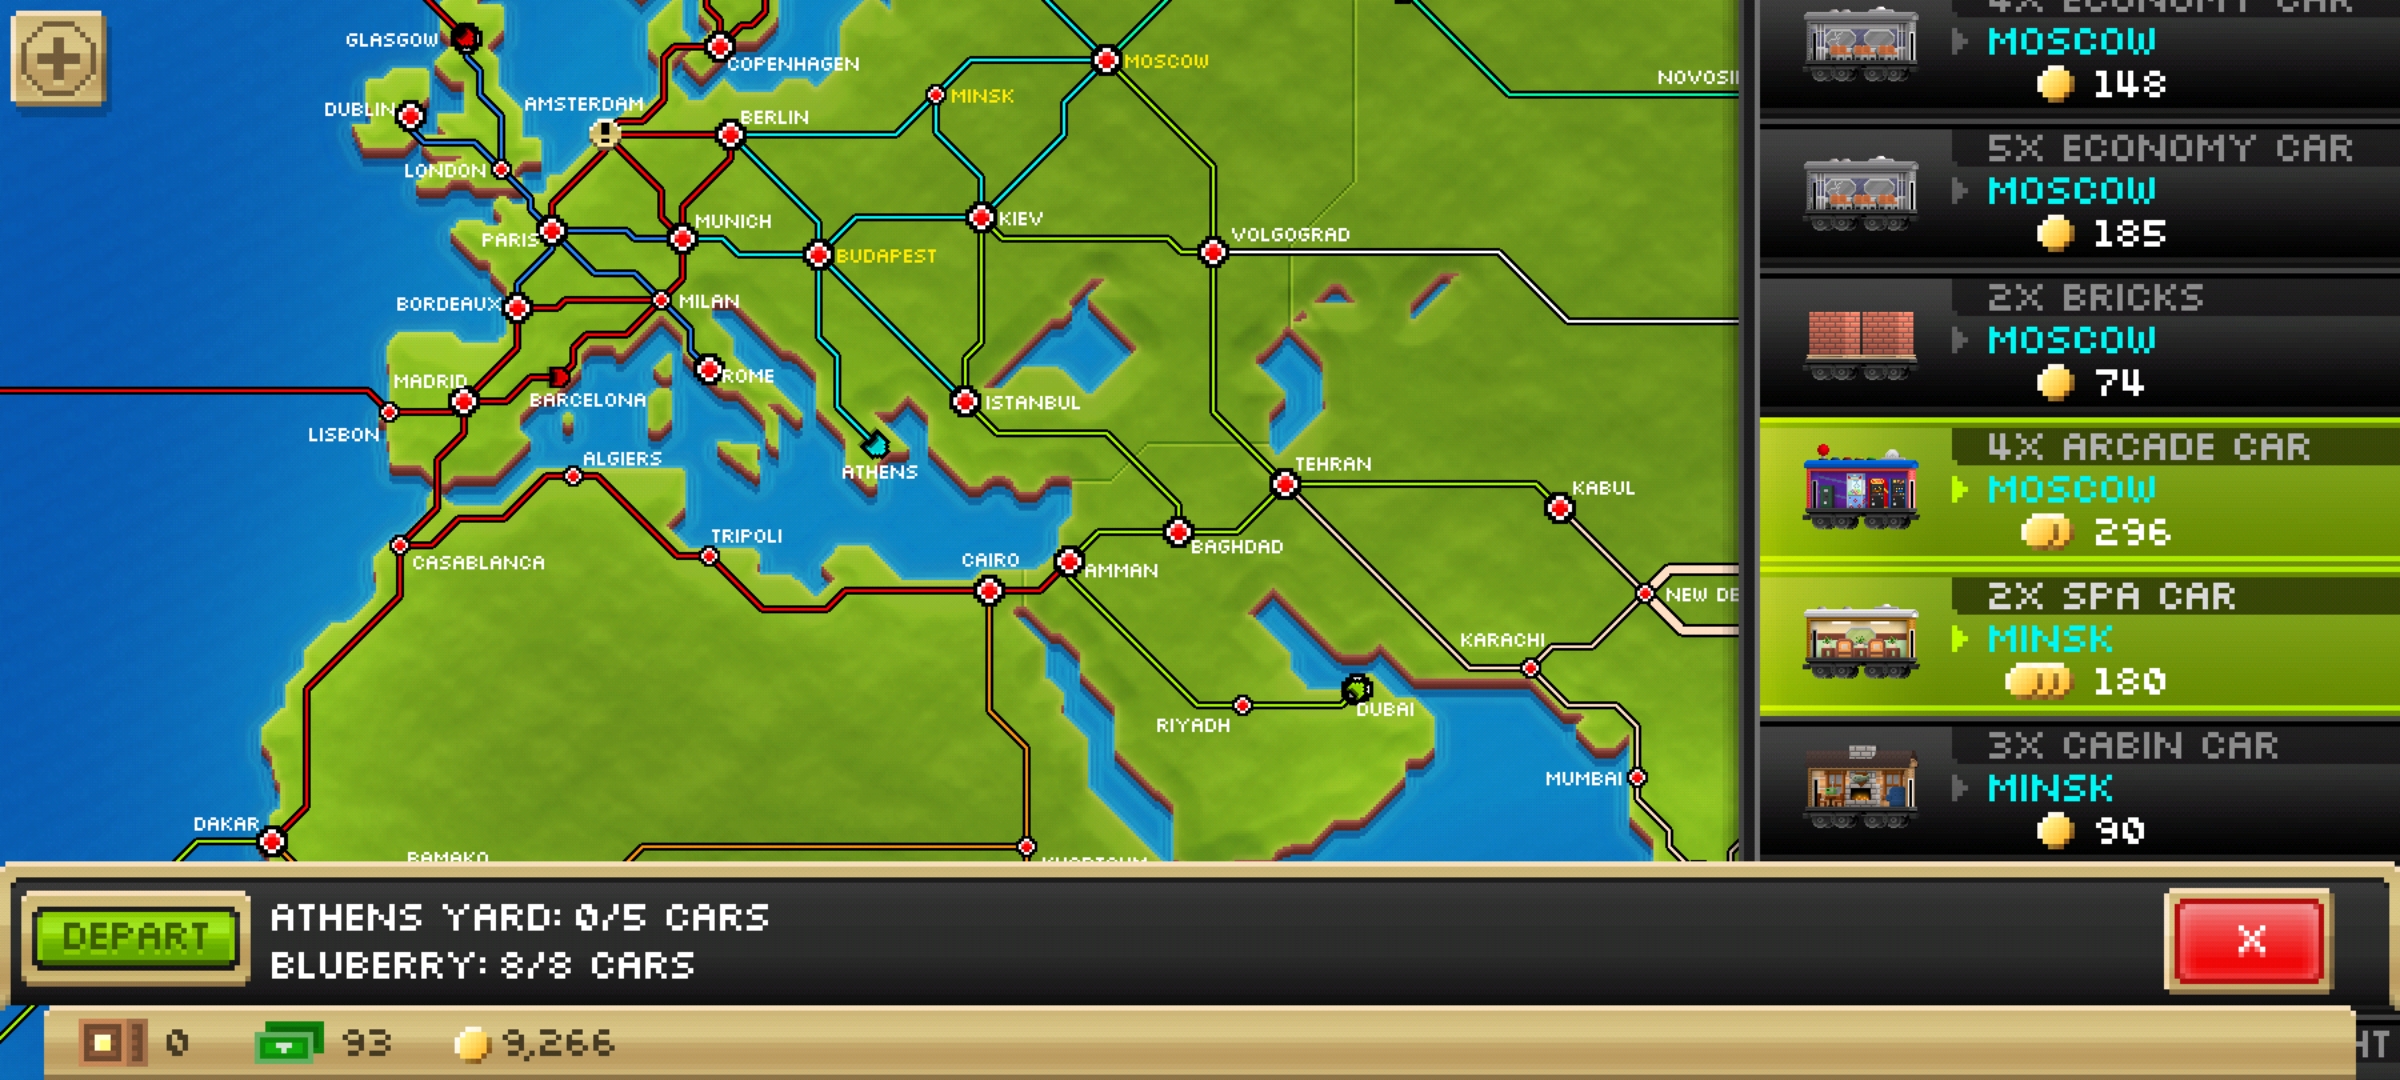 GLASGOW
COPENHAGEN
MOSCOW
MINSK
DUBLIN
AMSTERDAM
BERLIN
LONDON
PARIS
MUNICH
KIEV
BUDAPEST
VOLGOGRAD
BORDEAUX
MILAN
MADRID
ROME
BARCELONA
ISTANBUL
LISBON
ALGIERS
ATHENS
TEHRAN
KABUL
TRIPOLI
CASABLANCA
CAIRO
AMMAN
BAGHDAD
NEW DE
KARACHI
RIYADH
DUBAI
MUMBAI
DAKAR
BAMAKO
KHARTOUM
NOVOSI
4X ECONOMY CAR
MOSCOW
148
5X ECONOMY CAR
MOSCOW
185
2X BRICKS
MOSCOW
74
4X ARCADE CAR
MOSCOW
296
2X SPA CAR
MINSK
180
3X CABIN CAR
MINSK
90
DEPART
ATHENS YARD: 0/5 CARS
BLUBERRY: 8/8 CARS
X
0
93
9,266
HT